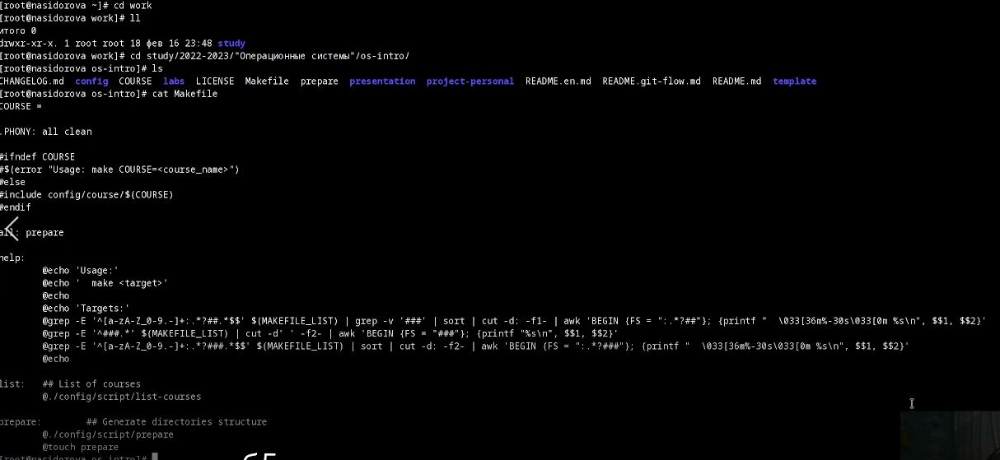 [root@nasidorova ~]# cd work
[root@nasidorova work]# ll
итого 0
drwxr-xr-x. 1 root root 18 фев 16 23:48 study
[root@nasidorova work]# cd study/2022-2023/"Операционные системы"/os-intro/
[root@nasidorova os-intro]# ls
CHANGELOG.md config COURSE labs LICENSE Makefile prepare presentation project-personal README.en.md README.git-flow.md README.md template
[root@nasidorova os-intro]# cat Makefile
COURSE =
.PHONY: all clean
#ifndef COURSE
#$(error "Usage: make COURSE=<course_name>")
#else
#include config/course/$(COURSE)
#endif
all: prepare
help:
@echo 'Usage:'
@echo '  make <target>'
@echo
@echo 'Targets:'
@grep -E '^[a-zA-Z_0-9.-]+:.*?##.*$$' $(MAKEFILE_LIST) | grep -v '###' | sort | cut -d: -f1- | awk 'BEGIN {FS = ":.*?##"}; {printf "  \033[36m%-30s\033[0m %s\n", $$1, $$2}'
@grep -E '^###.*' $(MAKEFILE_LIST) | cut -d' ' -f2- | awk 'BEGIN {FS = "###"}; {printf "%s\n", $$1, $$2}'
@grep -E '^[a-zA-Z_0-9.-]+:.*?###.*$$' $(MAKEFILE_LIST) | sort | cut -d: -f2- | awk 'BEGIN {FS = ":.*?###"}; {printf "  \033[36m%-30s\033[0m %s\n", $$1, $$2}'
@echo
list: ## List of courses
@./config/script/list-courses
prepare: ## Generate directories structure
@./config/script/prepare
@touch prepare
[root@nasidorova os-intro]#